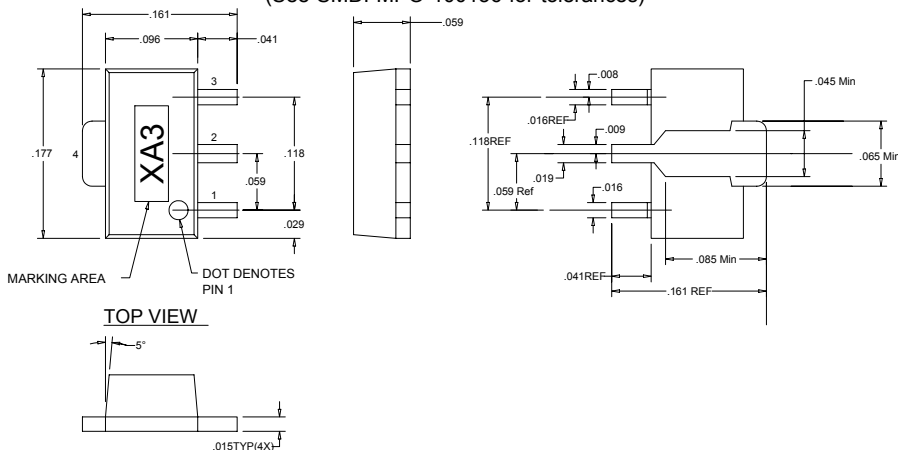 .161
.059
.096
.041
3
.008
.045 Min
.016REF
XA3
2
.118REF
.009
.177
4
.118
.065 Min
.059
.019
.059 Ref
1
.016
.029
.085 Min
MARKING AREA
DOT DENOTES
PIN 1
.041REF
.161 REF
TOP VIEW
5°
.015TYP(4X)